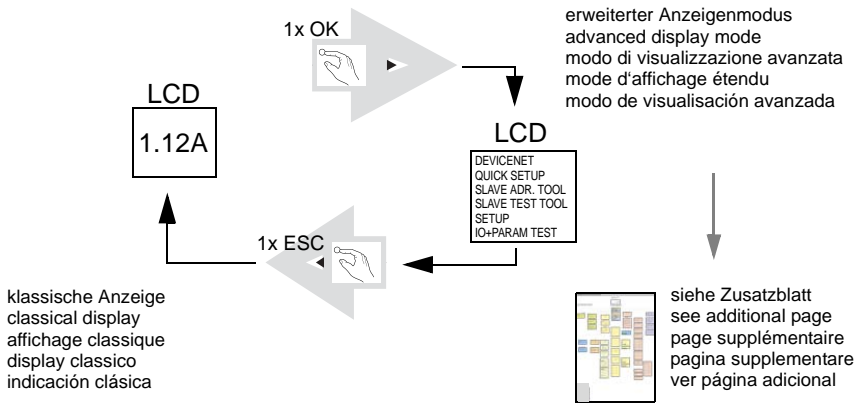 1x OK
erweiterter Anzeigenmodus
advanced display mode
modo di visualizzazione avanzata
mode d'affichage étendu
modo de visualisación avanzada
LCD
1.12A
LCD
DEVICENET
QUICK SETUP
SLAVE ADR. TOOL
SLAVE TEST TOOL
SETUP
IO+PARAM TEST
1x ESC
klassische Anzeige
classical display
affichage classique
display classico
indicación clásica
siehe Zusatzblatt
see additional page
page supplémentaire
pagina supplementare
ver página adicional